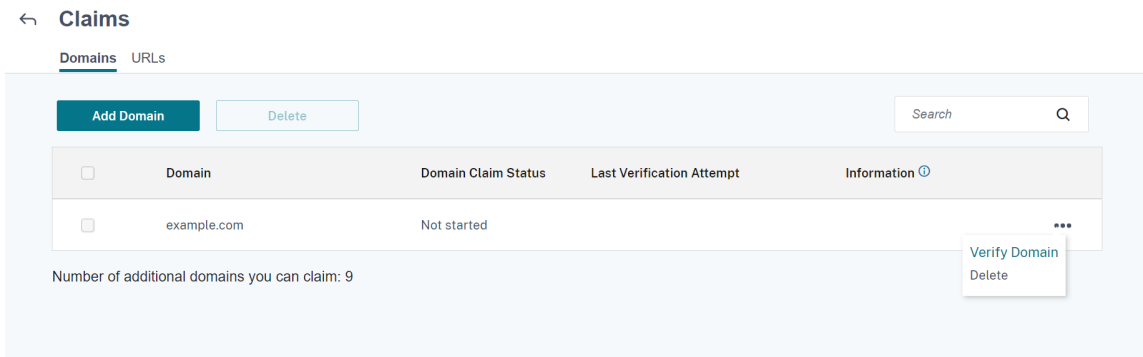 Claims
Domains URLs
Add Domain Delete Search
Domain Domain Claim Status Last Verification Attempt Information
example.com Not started
Verify Domain
Delete
Number of additional domains you can claim: 9